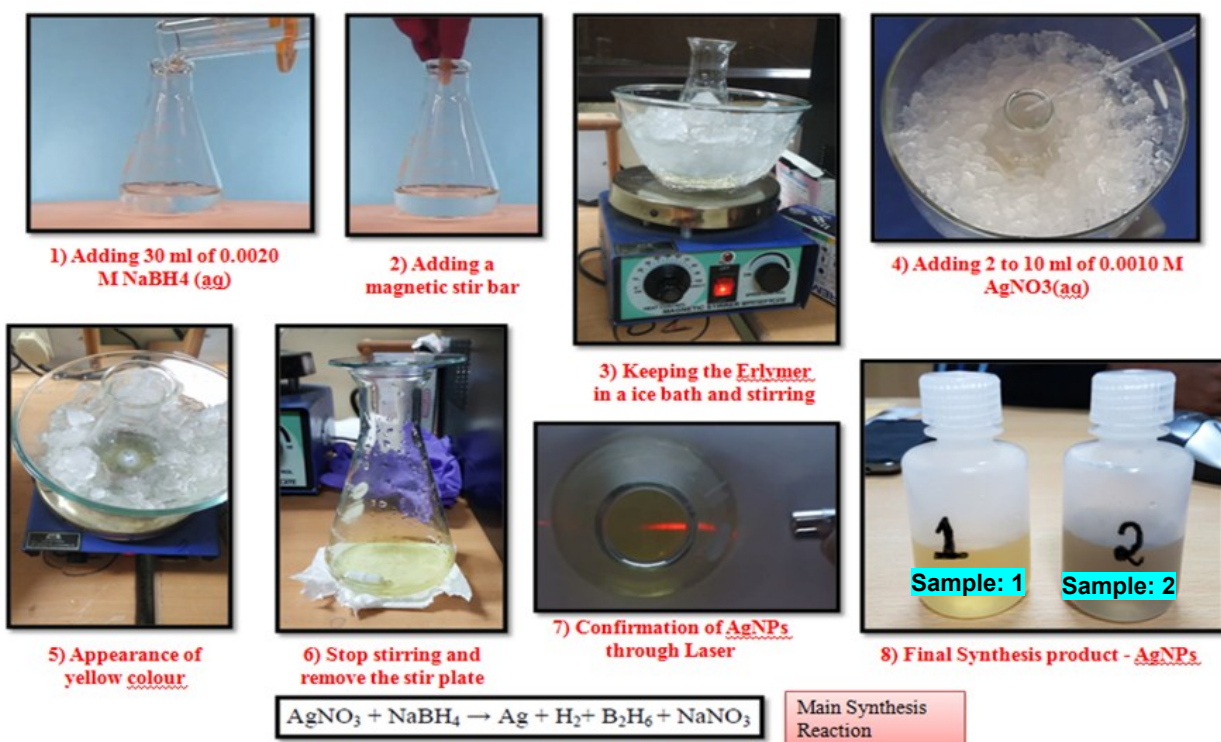 1) Adding 30 ml of 0.0020
M NaBH4 (aq)
2) Adding a
magnetic stir bar
MAGNETIC STIRRER
3) Keeping the Erlymer
in a ice bath and stirring
4) Adding 2 to 10 ml of 0.0010 M
AgNO3(aq)
5) Appearance of
yellow colour
6) Stop stirring and
remove the stir plate
7) Confirmation of AgNPs
through Laser
1
2
Sample: 1
Sample: 2
8) Final Synthesis product - AgNPs
AgNO₃ + NaBH₄ → Ag + H₂+ B₂H₆ + NaNO₃
Main Synthesis
Reaction